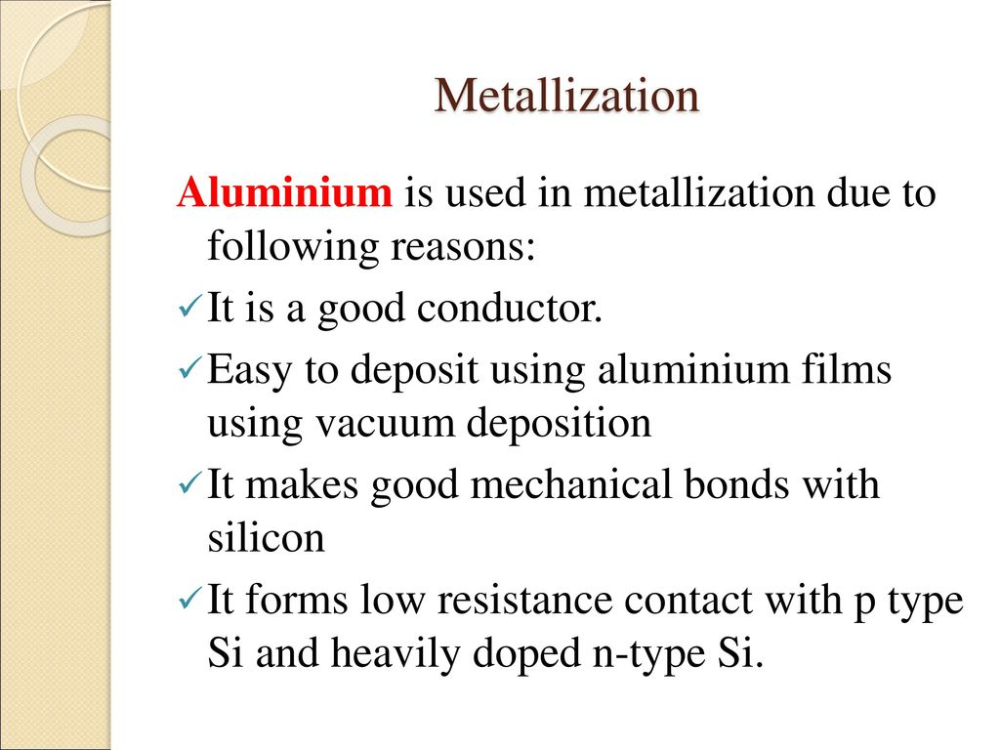 Metallization
Aluminium is used in metallization due to
following reasons:
✓It is a good conductor.
✓Easy to deposit using aluminium films
using vacuum deposition
✓It makes good mechanical bonds with
silicon
✓It forms low resistance contact with p type
Si and heavily doped n-type Si.